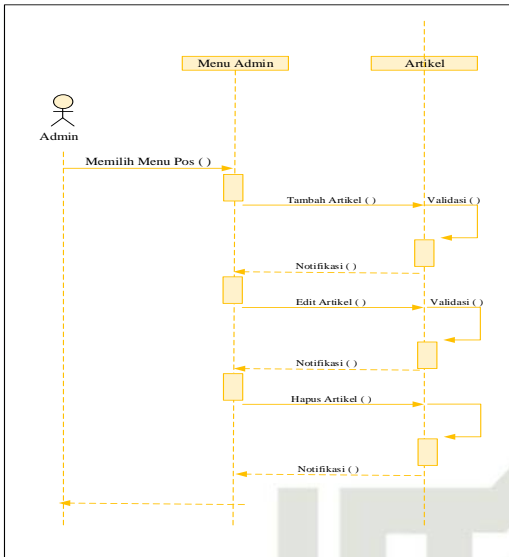 Menu Admin
Artikel
Admin
Memilih Menu Pos ( )
Tambah Artikel ( )
Validasi ( )
Notifikasi ( )
Edit Artikel ( )
Validasi ( )
Notifikasi ( )
Hapus Artikel ( )
Notifikasi ( )